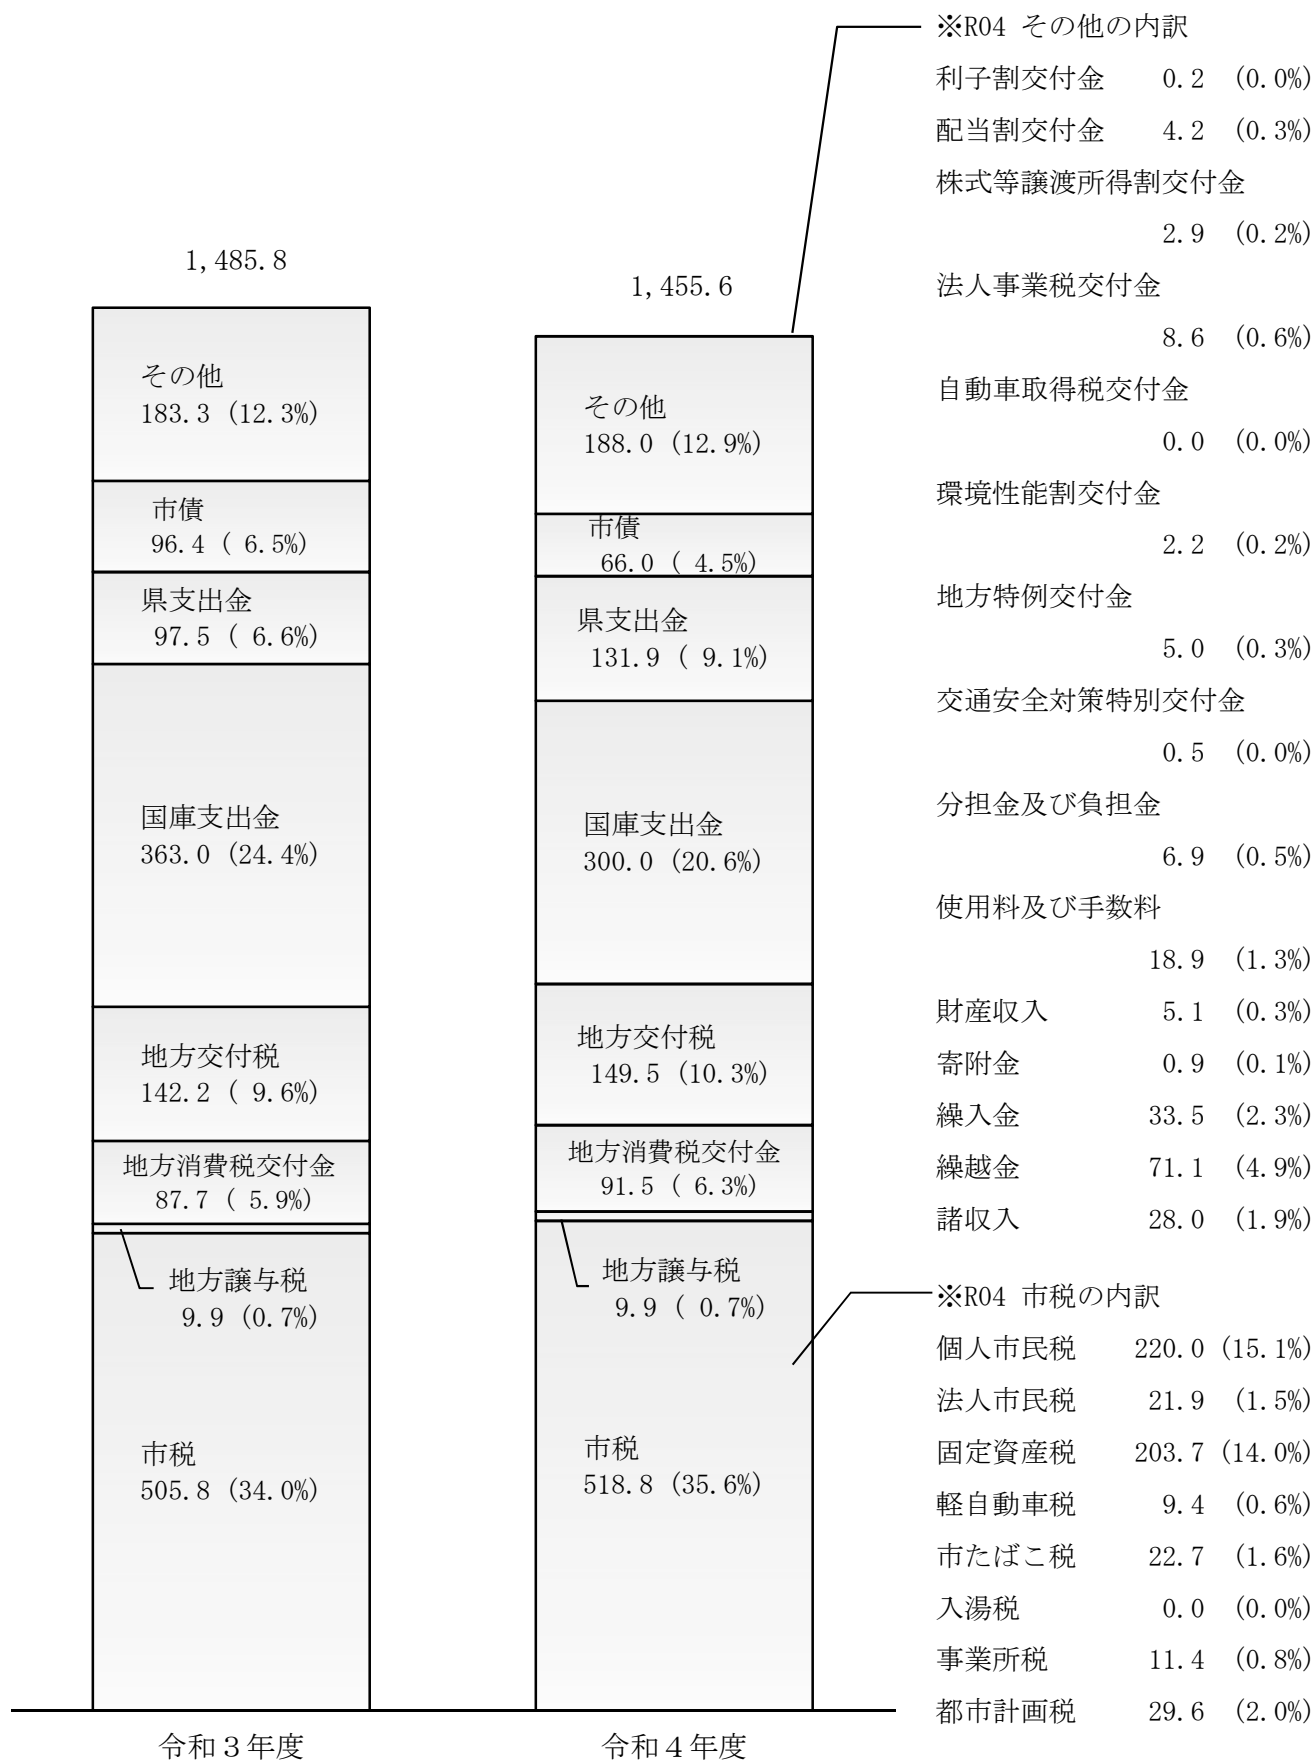 1,485.8
その他
183.3 (12.3%)
市債
96.4 ( 6.5%)
県支出金
97.5 ( 6.6%)
国庫支出金
363.0 (24.4%)
地方交付税
142.2 ( 9.6%)
地方消費税交付金
87.7 ( 5.9%)
地方譲与税
9.9 (0.7%)
市税
505.8 (34.0%)
令和３年度
1,455.6
その他
188.0 (12.9%)
市債
66.0 ( 4.5%)
県支出金
131.9 ( 9.1%)
国庫支出金
300.0 (20.6%)
地方交付税
149.5 (10.3%)
地方消費税交付金
91.5 ( 6.3%)
地方譲与税
9.9 ( 0.7%)
市税
518.8 (35.6%)
令和４年度
※R04 その他の内訳
利子割交付金 0.2 (0.0%)
配当割交付金 4.2 (0.3%)
株式等譲渡所得割交付金
2.9 (0.2%)
法人事業税交付金
8.6 (0.6%)
自動車取得税交付金
0.0 (0.0%)
環境性能割交付金
2.2 (0.2%)
地方特例交付金
5.0 (0.3%)
交通安全対策特別交付金
0.5 (0.0%)
分担金及び負担金
6.9 (0.5%)
使用料及び手数料
18.9 (1.3%)
財産収入 5.1 (0.3%)
寄附金 0.9 (0.1%)
繰入金 33.5 (2.3%)
繰越金 71.1 (4.9%)
諸収入 28.0 (1.9%)
※R04 市税の内訳
個人市民税 220.0 (15.1%)
法人市民税 21.9 (1.5%)
固定資産税 203.7 (14.0%)
軽自動車税 9.4 (0.6%)
市たばこ税 22.7 (1.6%)
入湯税 0.0 (0.0%)
事業所税 11.4 (0.8%)
都市計画税 29.6 (2.0%)